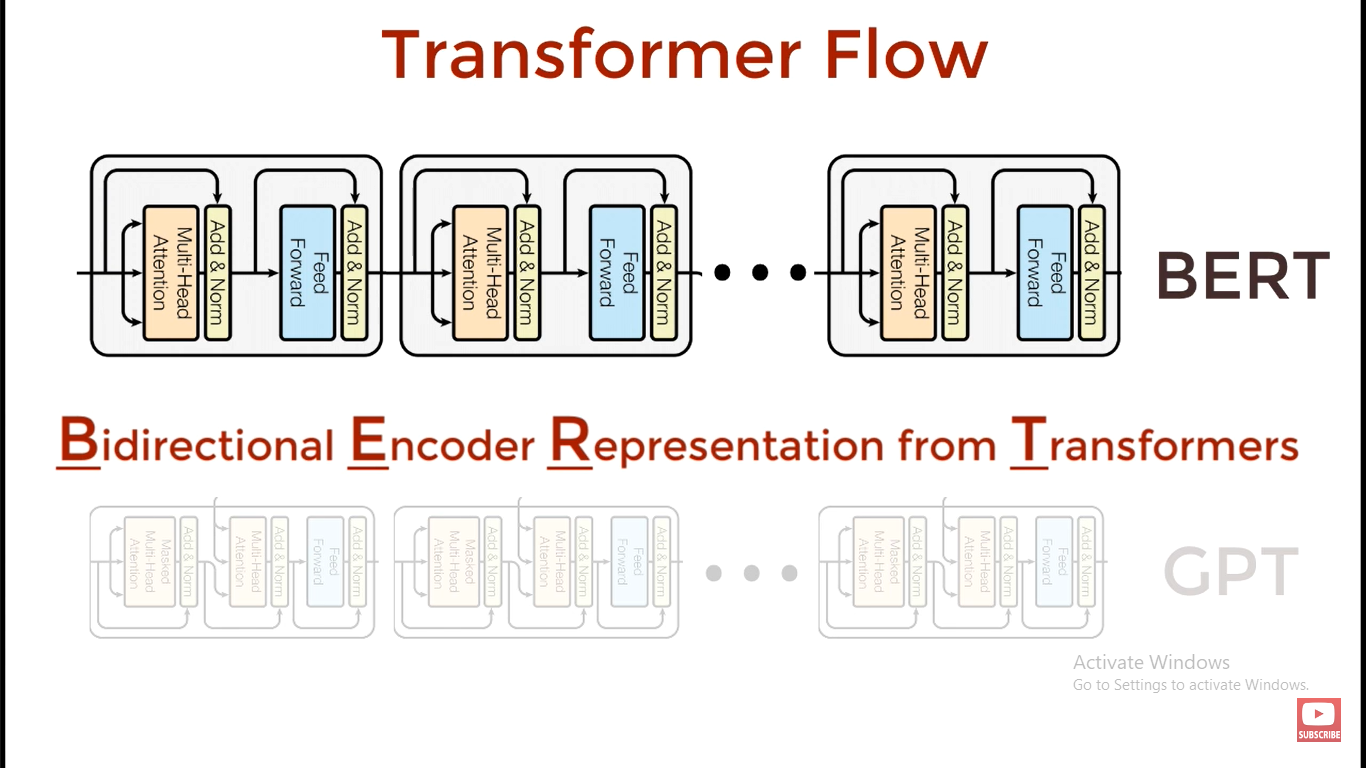 Transformer Flow
Multi-Head
Attention
Add & Norm
Feed
Forward
Add & Norm
Multi-Head
Attention
Add & Norm
Feed
Forward
Add & Norm
Multi-Head
Attention
Add & Norm
Feed
Forward
Add & Norm
BERT
Bidirectional Encoder Representation from Transformers
Masked
Multi-Head
Attention
Add & Norm
Multi-Head
Attention
Add & Norm
Feed
Forward
Add & Norm
Masked
Multi-Head
Attention
Add & Norm
Multi-Head
Attention
Add & Norm
Feed
Forward
Add & Norm
Masked
Multi-Head
Attention
Add & Norm
Multi-Head
Attention
Add & Norm
Feed
Forward
Add & Norm
GPT
Activate Windows
Go to Settings to activate Windows.
SUBSCRIBE